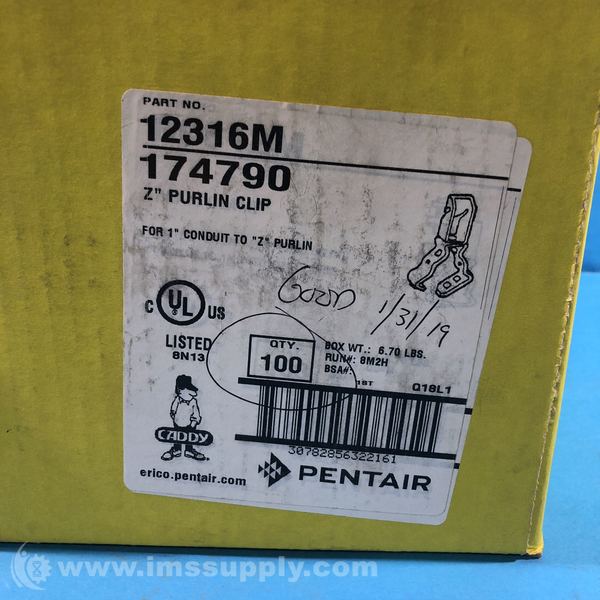 PART NO.
12316M
174790
Z" PURLIN CLIP
FOR 1" CONDUIT TO "Z" PURLIN
Good
1/31/19
C UL US
LISTED
8N13
QTY.
100
BOX WT.: 6.70 LBS.
RUN#: 8M2H
BSA#:
1ST
Q18L1
30782856322161
CADDY
erico.pentair.com
PENTAIR
www.imssupply.com